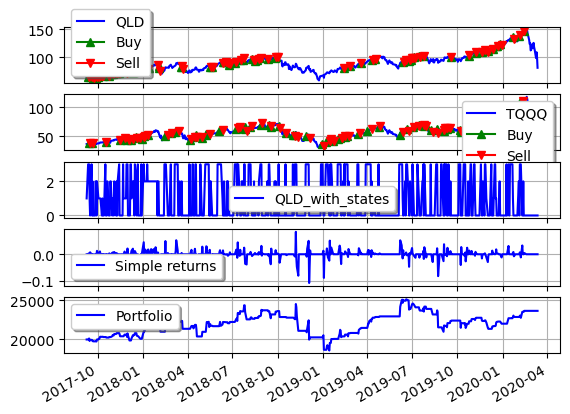 150
100
QLD
Buy
Sell
100
50
TQQQ
Buy
Sell
2
0
QLD_with_states
0.0
−0.1
Simple returns
25000
20000
Portfolio
2017-10
2018-01
2018-04
2018-07
2018-10
2019-01
2019-04
2019-07
2019-10
2020-01
2020-04